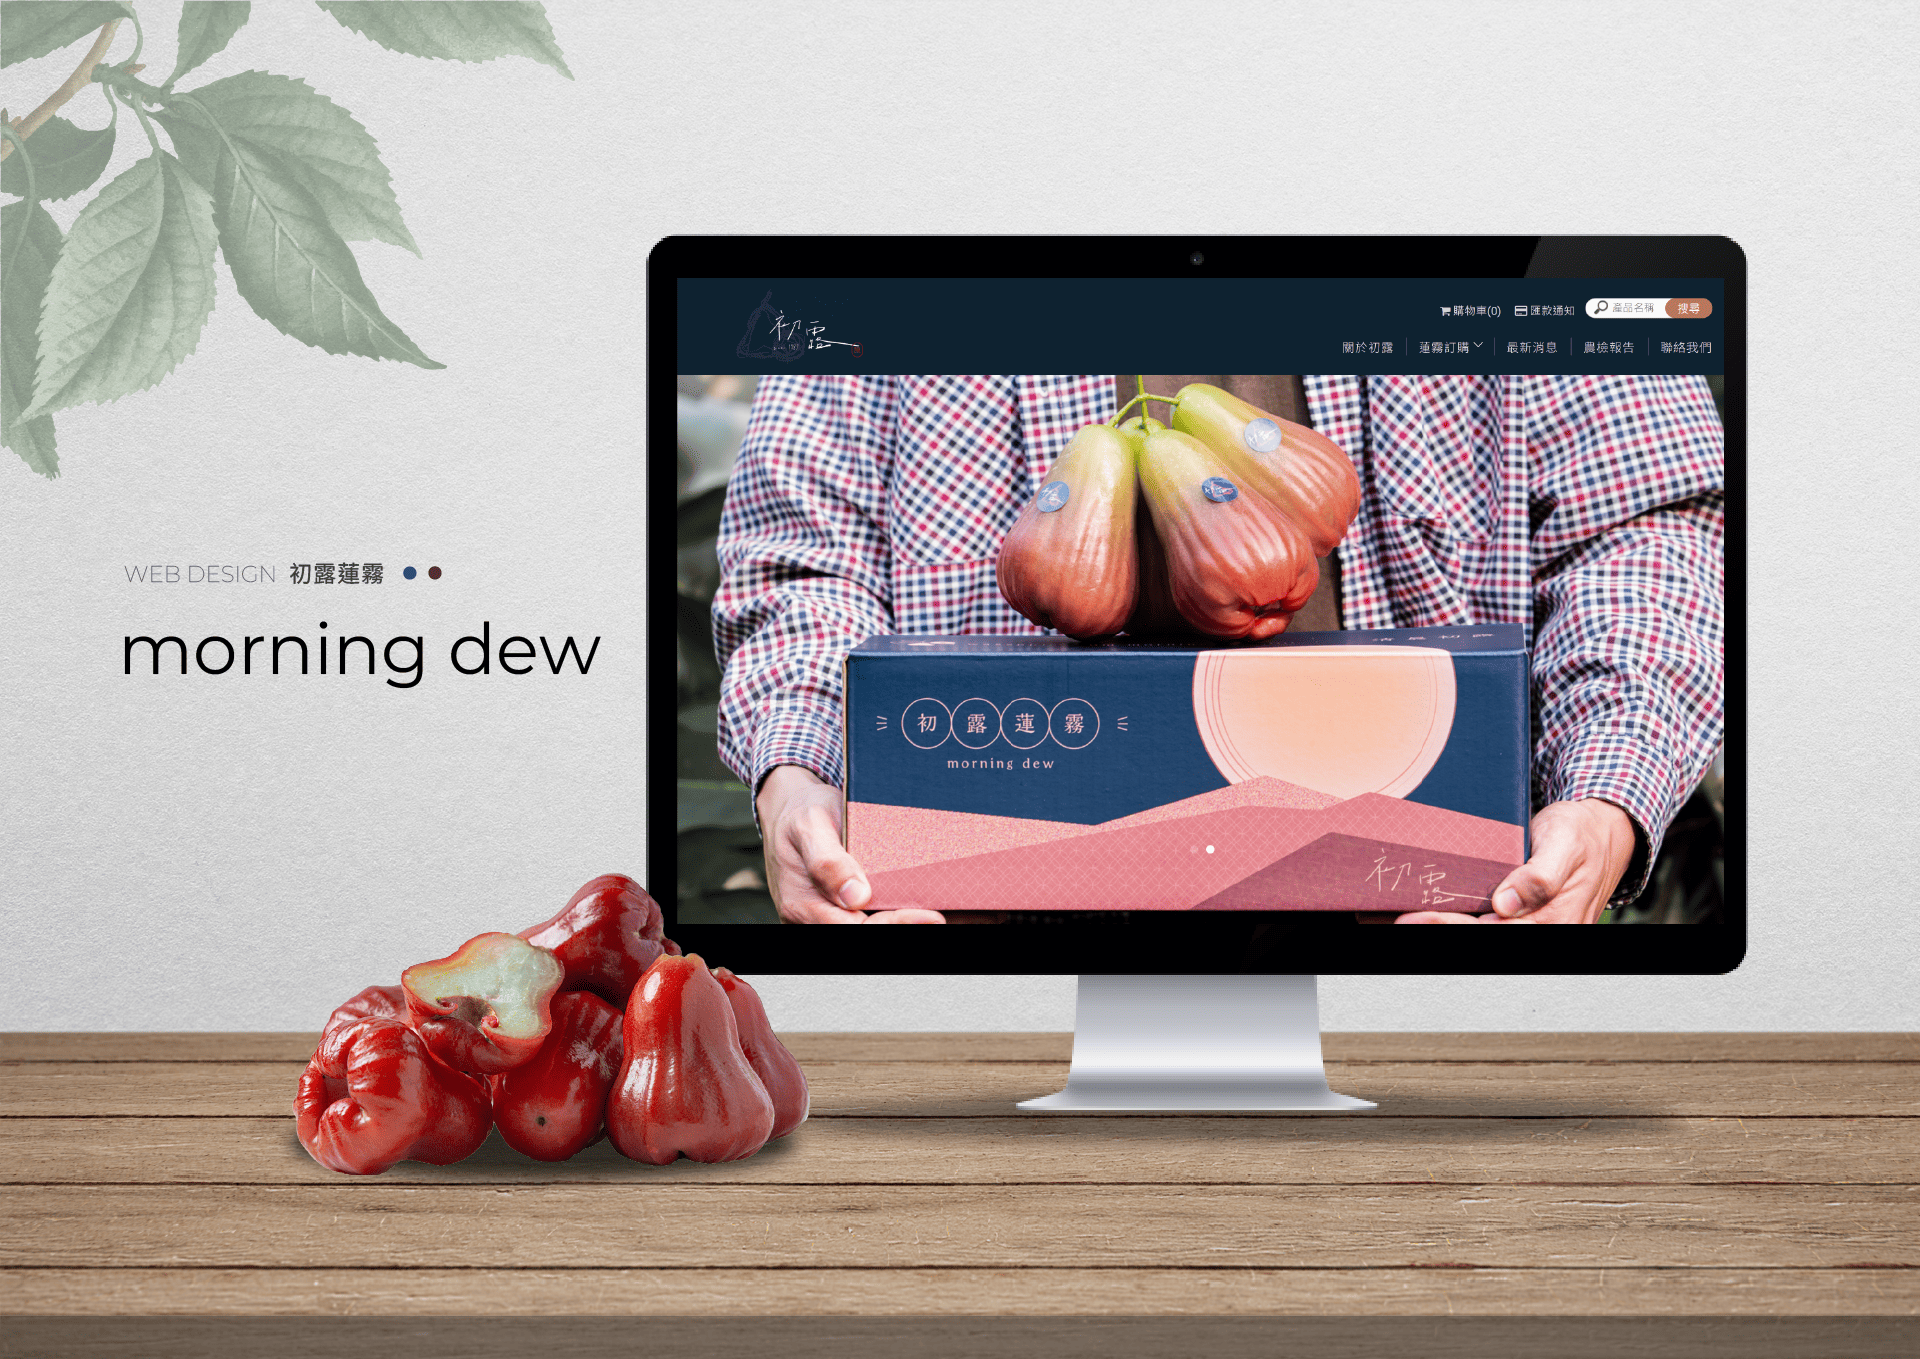 WEB DESIGN 初露蓮霧
morning dew
初露
購物車(0) 匯款通知 產品名稱 搜尋
關於初露 蓮霧訂購 最新消息 農檢報告 聯絡我們
初露蓮霧
morning dew
初露